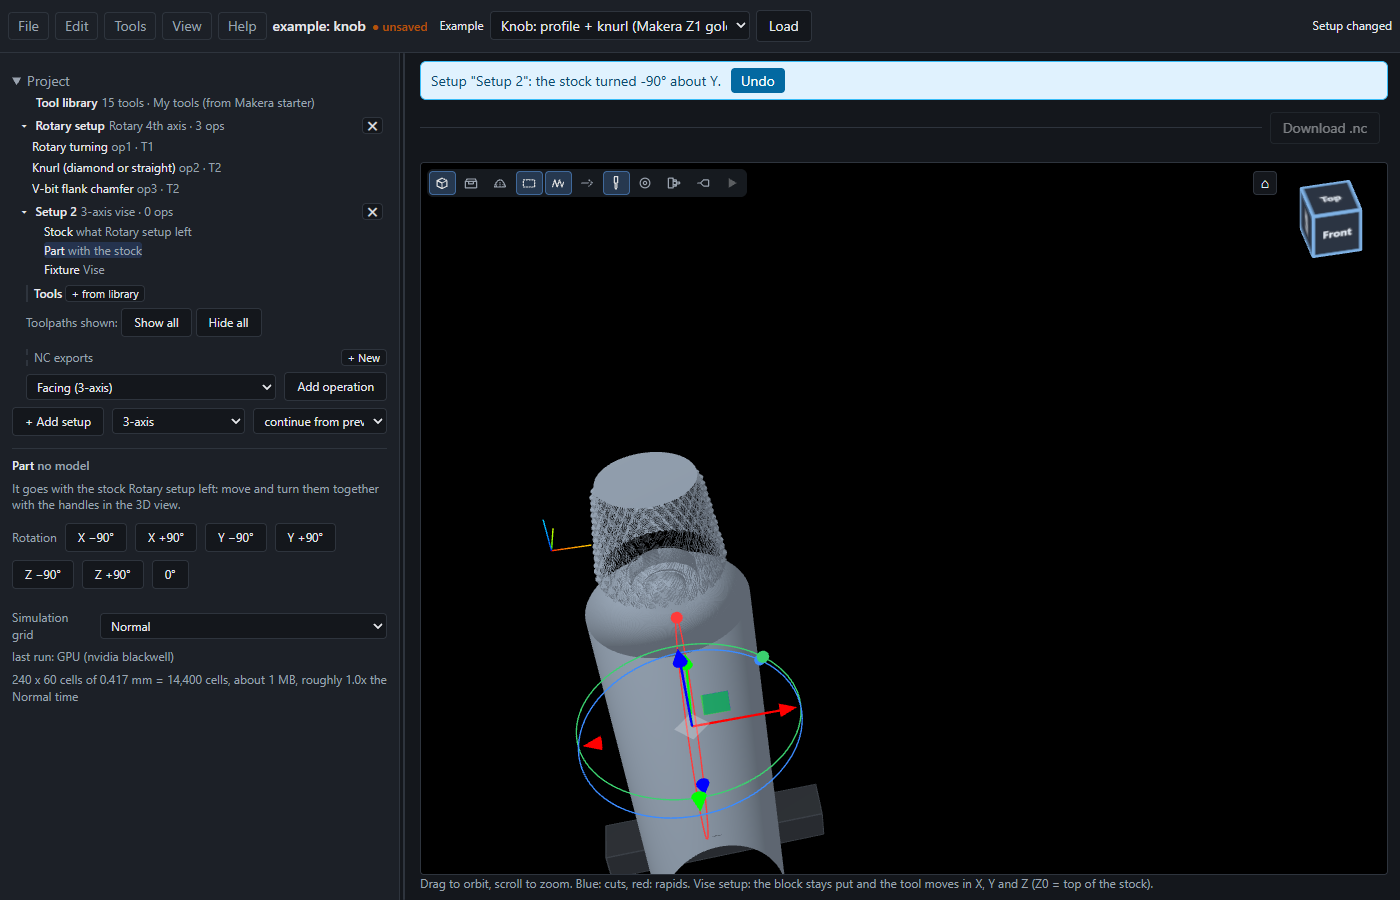 File Edit Tools View Help example: knob • unsaved Example Knob: profile + knurl (Makera Z1 gol Load Setup changed
Project
Tool library 15 tools · My tools (from Makera starter)
Rotary setup Rotary 4th axis · 3 ops
Rotary turning op1 · T1
Knurl (diamond or straight) op2 · T2
V-bit flank chamfer op3 · T2
Setup 2 3-axis vise · 0 ops
Stock what Rotary setup left
Part with the stock
Fixture Vise
Tools + from library
Toolpaths shown: Show all Hide all
NC exports + New
Facing (3-axis) Add operation
+ Add setup 3-axis continue from prev
Part no model
It goes with the stock Rotary setup left: move and turn them together
with the handles in the 3D view.
Rotation X −90° X +90° Y −90° Y +90°
Z −90° Z +90° 0°
Simulation
grid
Normal
last run: GPU (nvidia blackwell)
240 x 60 cells of 0.417 mm = 14,400 cells, about 1 MB, roughly 1.0x the
Normal time
Setup "Setup 2": the stock turned -90° about Y. Undo
Download .nc
Top
Front
Drag to orbit, scroll to zoom. Blue: cuts, red: rapids. Vise setup: the block stays put and the tool moves in X, Y and Z (Z0 = top of the stock).